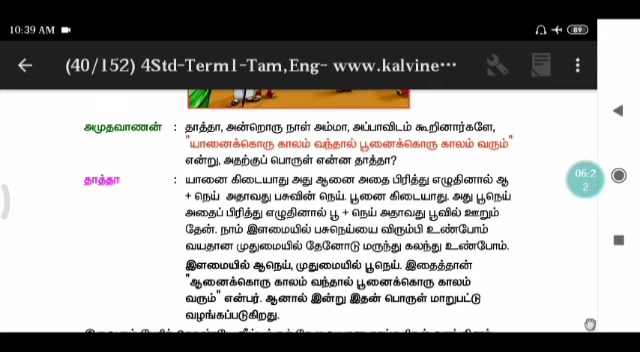 10:39 AM
89
(40/152) 4Std-Term1-Tam,Eng- www.kalvine...
அமுதவாணன் : தாத்தா, அன்றொரு நாள் அம்மா, அப்பாவிடம் கூறினார்களே,
"யானைக்கொரு காலம் வந்தால் பூனைக்கொரு காலம் வரும்"
என்று, அதற்குப் பொருள் என்ன தாத்தா?
தாத்தா : யானை கிடையாது அது ஆனை அதை பிரித்து எழுதினால் ஆ
+ நெய் அதாவது பசுவின் நெய். பூனை கிடையாது. அது பூநெய்
அதைப் பிரித்து எழுதினால் பூ + நெய் அதாவது பூவில் ஊறும்
தேன். நாம் இளமையில் பசுநெய்யை விரும்பி உண்போம்
வயதான முதுமையில் தேனோடு மருந்து கலந்து உண்போம்.
இளமையில் ஆநெய், முதுமையில் பூநெய். இதைத்தான்
"ஆனைக்கொரு காலம் வந்தால் பூனைக்கொரு காலம்
வரும்" என்பர். ஆனால் இன்று இதன் பொருள் மாறுபட்டு
வழங்கப்படுகிறது.
06:2
2